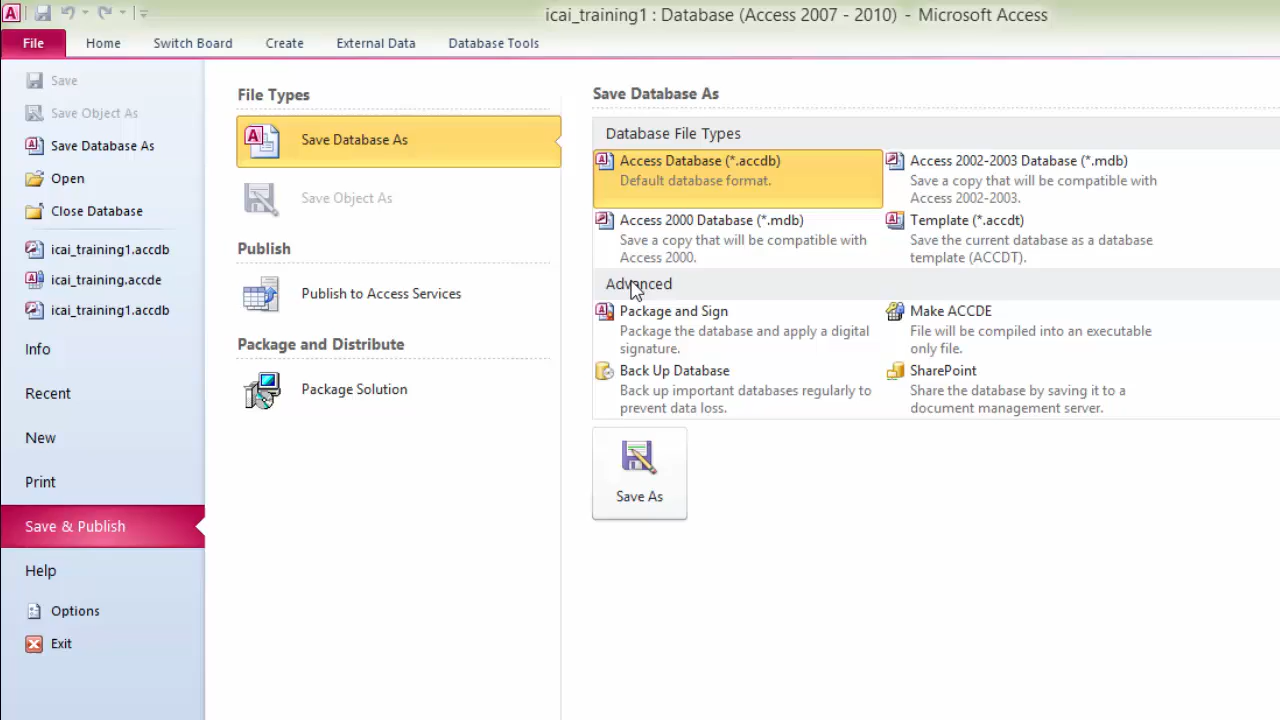 icai_training1 : Database (Access 2007 - 2010) - Microsoft Access
File Home Switch Board Create External Data Database Tools
Save
Save Object As
Save Database As
Open
Close Database
icai_training1.accdb
icai_training.accde
icai_training1.accdb
Info
Recent
New
Print
Save & Publish
Help
Options
Exit
File Types
Save Database As
Save Object As
Publish
Publish to Access Services
Package and Distribute
Package Solution
Save Database As
Database File Types
Access Database (*.accdb)
Default database format.
Access 2002-2003 Database (*.mdb)
Save a copy that will be compatible with
Access 2002-2003.
Access 2000 Database (*.mdb)
Save a copy that will be compatible with
Access 2000.
Template (*.accdt)
Save the current database as a database
template (ACCDT).
Advanced
Package and Sign
Package the database and apply a digital
signature.
Make ACCDE
File will be compiled into an executable
only file.
Back Up Database
Back up important databases regularly to
prevent data loss.
SharePoint
Share the database by saving it to a
document management server.
Save As